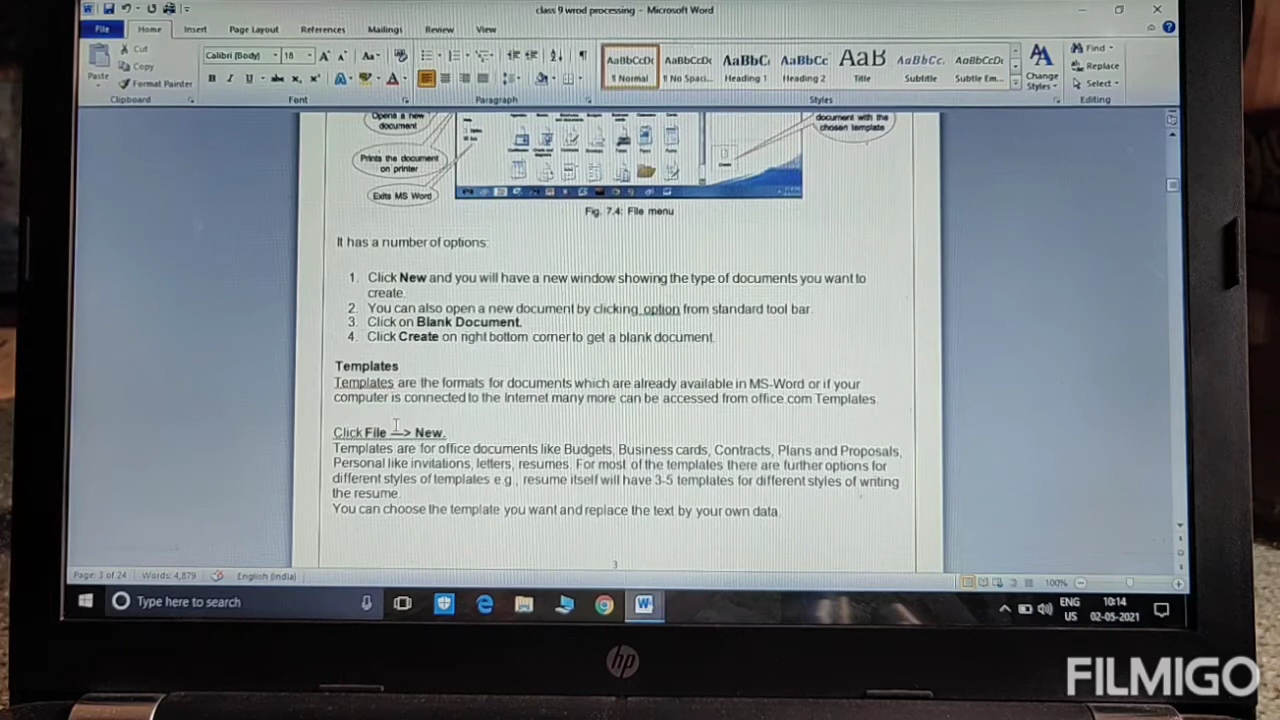 class 9 wrod processing - Microsoft Word
File Home Insert Page Layout References Mailings Review View
Cut
Copy
Format Painter
Paste
Clipboard
Calibri (Body) 18
Font
Paragraph
AaBbCcDc AaBbCcDc AaBbC AaBbCc AaB AaBbCc. AaBbCcDc
¶ Normal ¶ No Spaci... Heading 1 Heading 2 Title Subtitle Subtle Em...
Styles
Change
Styles
Find
Replace
Select
Editing
Opens a new
document
document with the
chosen template
Prints the document
on printer
Exits MS Word
Fig. 7.4: File menu
It has a number of options:
1. Click New and you will have a new window showing the type of documents you want to
create.
2. You can also open a new document by clicking option from standard tool bar.
3. Click on Blank Document.
4. Click Create on right bottom corner to get a blank document.
Templates
Templates are the formats for documents which are already available in MS-Word or if your
computer is connected to the Internet many more can be accessed from office.com Templates.
Click File —> New.
Templates are for office documents like Budgets, Business cards, Contracts, Plans and Proposals,
Personal like invitations, letters, resumes. For most of the templates there are further options for
different styles of templates e.g., resume itself will have 3-5 templates for different styles of writing
the resume.
You can choose the template you want and replace the text by your own data.
3
Page: 3 of 24 Words: 4,879 English (India) 100%
Type here to search
ENG
US
10:14
02-05-2021
hp
FILMIGO